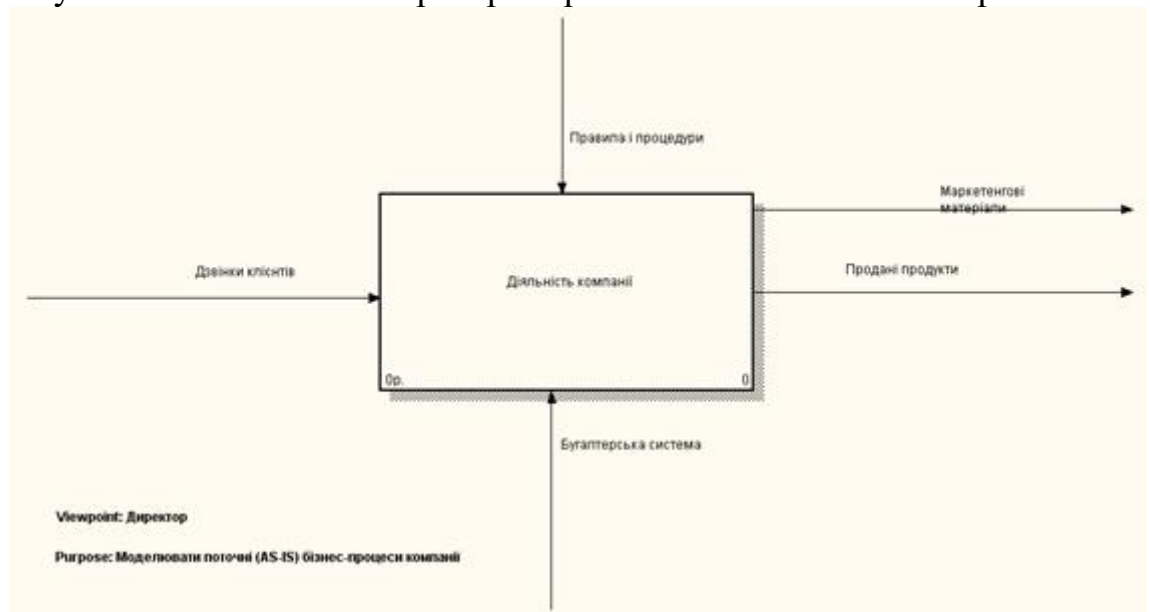 Правила і процедури
Маркетенгові
матеріали
Дзвінки клієнтів
Діяльність компанії
Продані продукти
0р.
0
Бугалтерська система
Viewpoint: Директор
Purpose: Моделювати поточні (AS-IS) бізнес-процеси компанії